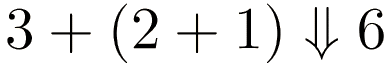 3 + (2 + 1) ⇓ 6